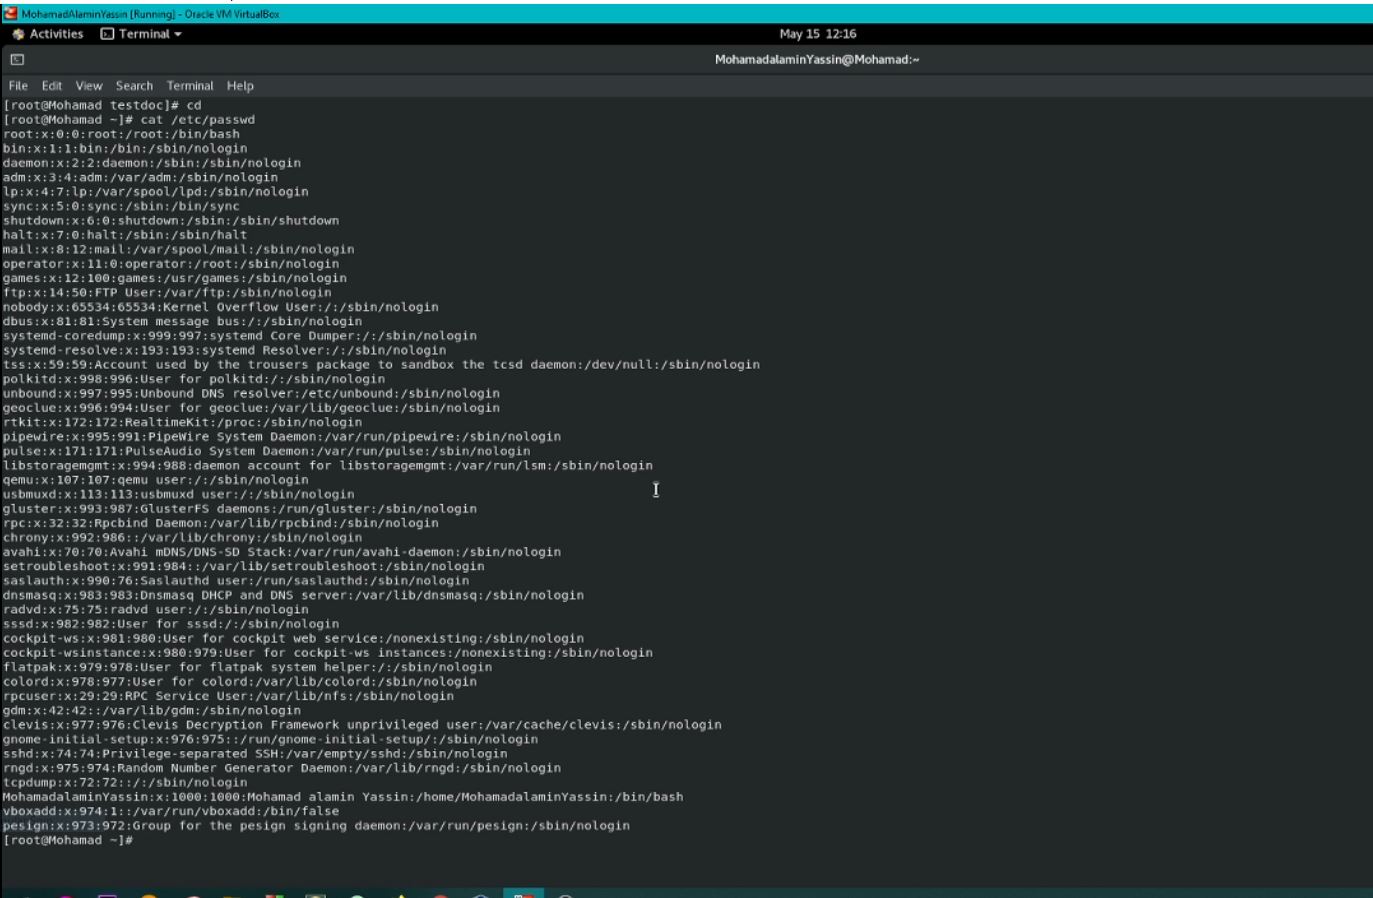 MohamadAlaminYassin [Running] - Oracle VM VirtualBox
Activities Terminal May 15 12:16
MohamadalaminYassin@Mohamad:~
File Edit View Search Terminal Help
[root@Mohamad testdoc]# cd
[root@Mohamad ~]# cat /etc/passwd
root:x:0:0:root:/root:/bin/bash
bin:x:1:1:bin:/bin:/sbin/nologin
daemon:x:2:2:daemon:/sbin:/sbin/nologin
adm:x:3:4:adm:/var/adm:/sbin/nologin
lp:x:4:7:lp:/var/spool/lpd:/sbin/nologin
sync:x:5:0:sync:/sbin:/bin/sync
shutdown:x:6:0:shutdown:/sbin:/sbin/shutdown
halt:x:7:0:halt:/sbin:/sbin/halt
mail:x:8:12:mail:/var/spool/mail:/sbin/nologin
operator:x:11:0:operator:/root:/sbin/nologin
games:x:12:100:games:/usr/games:/sbin/nologin
ftp:x:14:50:FTP User:/var/ftp:/sbin/nologin
nobody:x:65534:65534:Kernel Overflow User:/:/sbin/nologin
dbus:x:81:81:System message bus:/:/sbin/nologin
systemd-coredump:x:999:997:systemd Core Dumper:/:/sbin/nologin
systemd-resolve:x:193:193:systemd Resolver:/:/sbin/nologin
tss:x:59:59:Account used by the trousers package to sandbox the tcsd daemon:/dev/null:/sbin/nologin
polkitd:x:998:996:User for polkitd:/:/sbin/nologin
unbound:x:997:995:Unbound DNS resolver:/etc/unbound:/sbin/nologin
geoclue:x:996:994:User for geoclue:/var/lib/geoclue:/sbin/nologin
rtkit:x:172:172:RealtimeKit:/proc:/sbin/nologin
pipewire:x:995:991:PipeWire System Daemon:/var/run/pipewire:/sbin/nologin
pulse:x:171:171:PulseAudio System Daemon:/var/run/pulse:/sbin/nologin
libstoragemgmt:x:994:988:daemon account for libstoragemgmt:/var/run/lsm:/sbin/nologin
qemu:x:107:107:qemu user:/:/sbin/nologin
usbmuxd:x:113:113:usbmuxd user:/:/sbin/nologin
gluster:x:993:987:GlusterFS daemons:/run/gluster:/sbin/nologin
rpc:x:32:32:Rpcbind Daemon:/var/lib/rpcbind:/sbin/nologin
chrony:x:992:986::/var/lib/chrony:/sbin/nologin
avahi:x:70:70:Avahi mDNS/DNS-SD Stack:/var/run/avahi-daemon:/sbin/nologin
setroubleshoot:x:991:984::/var/lib/setroubleshoot:/sbin/nologin
saslauth:x:990:76:Saslauthd user:/run/saslauthd:/sbin/nologin
dnsmasq:x:983:983:Dnsmasq DHCP and DNS server:/var/lib/dnsmasq:/sbin/nologin
radvd:x:75:75:radvd user:/:/sbin/nologin
sssd:x:982:982:User for sssd:/:/sbin/nologin
cockpit-ws:x:981:980:User for cockpit web service:/nonexisting:/sbin/nologin
cockpit-wsinstance:x:980:979:User for cockpit-ws instances:/nonexisting:/sbin/nologin
flatpak:x:979:978:User for flatpak system helper:/:/sbin/nologin
colord:x:978:977:User for colord:/var/lib/colord:/sbin/nologin
rpcuser:x:29:29:RPC Service User:/var/lib/nfs:/sbin/nologin
gdm:x:42:42::/var/lib/gdm:/sbin/nologin
clevis:x:977:976:Clevis Decryption Framework unprivileged user:/var/cache/clevis:/sbin/nologin
gnome-initial-setup:x:976:975::/run/gnome-initial-setup/:/sbin/nologin
sshd:x:74:74:Privilege-separated SSH:/var/empty/sshd:/sbin/nologin
rngd:x:975:974:Random Number Generator Daemon:/var/lib/rngd:/sbin/nologin
tcpdump:x:72:72::/:/sbin/nologin
MohamadalaminYassin:x:1000:1000:Mohamad alamin Yassin:/home/MohamadalaminYassin:/bin/bash
vboxadd:x:974:1::/var/run/vboxadd:/bin/false
pesign:x:973:972:Group for the pesign signing daemon:/var/run/pesign:/sbin/nologin
[root@Mohamad ~]#